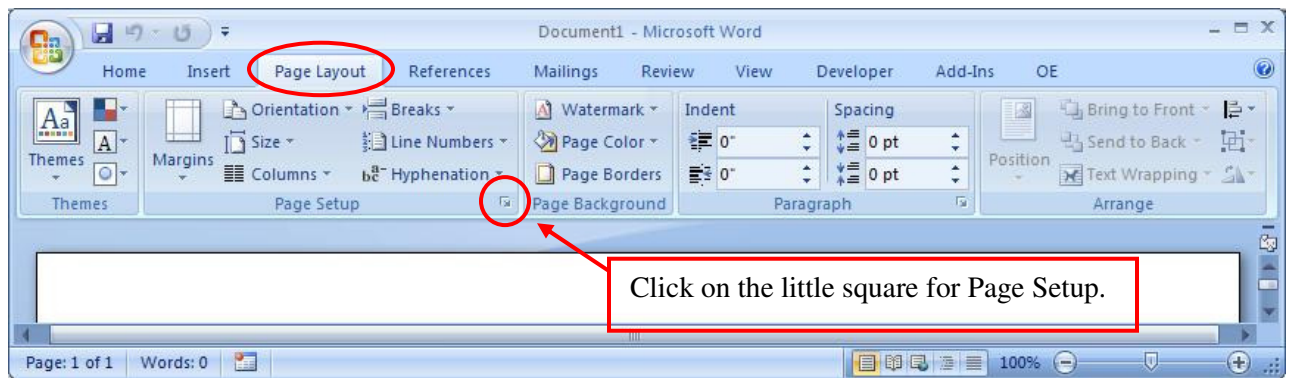 Document1 - Microsoft Word
Home Insert Page Layout References Mailings Review View Developer Add-Ins OE
Aa Orientation Breaks Watermark Indent Spacing Bring to Front
A Size Line Numbers Page Color 0" 0 pt Send to Back
Themes Margins Columns Hyphenation Page Borders 0" 0 pt Position Text Wrapping
Themes Page Setup Page Background Paragraph Arrange
Click on the little square for Page Setup.
Page: 1 of 1 Words: 0 100%